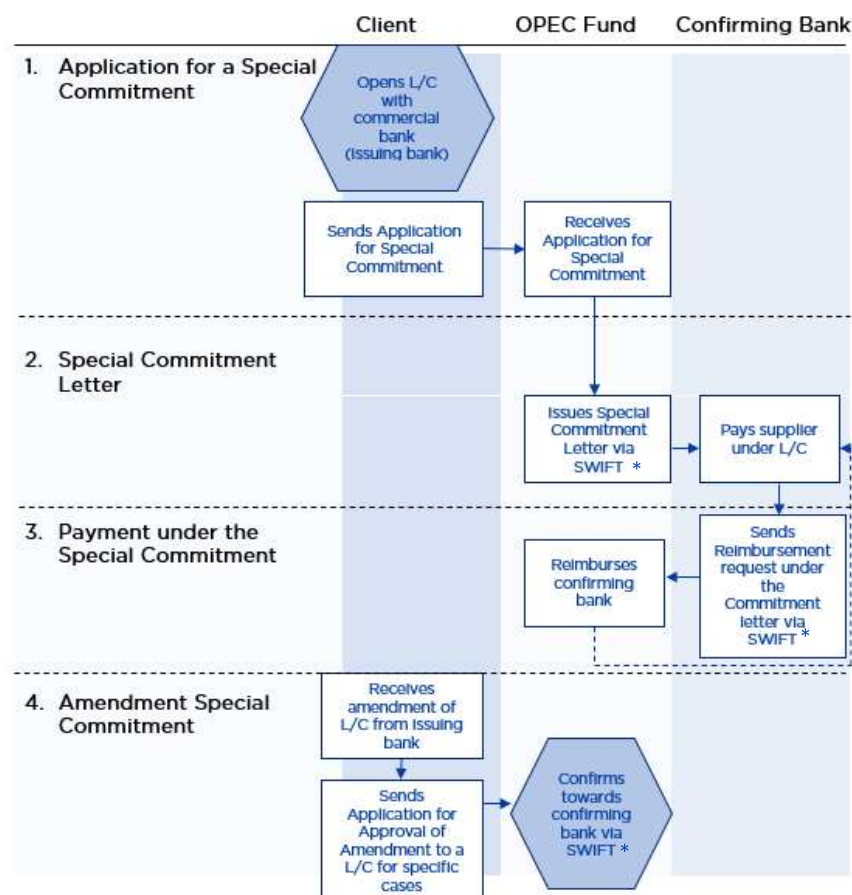 Client OPEC Fund Confirming Bank
1. Application for a Special
Commitment
Opens L/C
with
commercial
bank
(issuing bank)
Sends Application
for Special
Commitment
Receives
Application for
Special
Commitment
2. Special Commitment
Letter
Issues Special
Commitment
Letter via
SWIFT *
Pays supplier
under L/C
3. Payment under the
Special Commitment
Reimburses
confirming
bank
Sends
Reimbursement
request under
the
Commitment
letter via
SWIFT *
4. Amendment Special
Commitment
Receives
amendment of
L/C from issuing
bank
Sends
Application for
Approval of
Amendment to a
L/C for specific
cases
Confirms
towards
confirming
bank via
SWIFT *